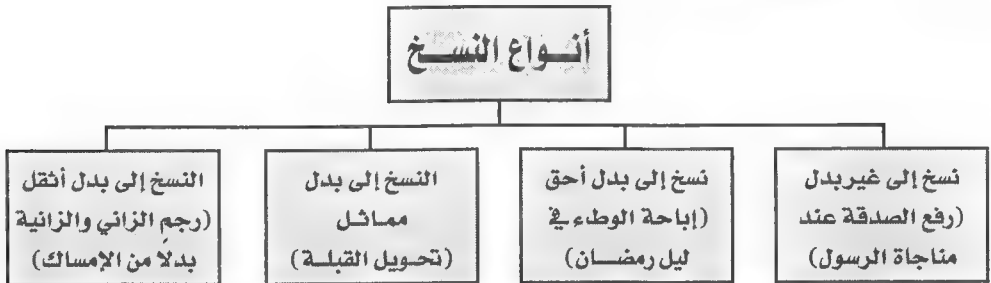 أنواع النسخ
نسخ إلى غير بدل
(رفع الصدقة عند
مناجاة الرسول)
نسخ إلى بدل أحق
(إباحة الوطء في
ليل رمضان)
النسخ إلى بدل
مماثل
(تحويل القبلة)
النسخ إلى بدل أثقل
(رجم الزاني والزانية
بدلاً من الإمساك)